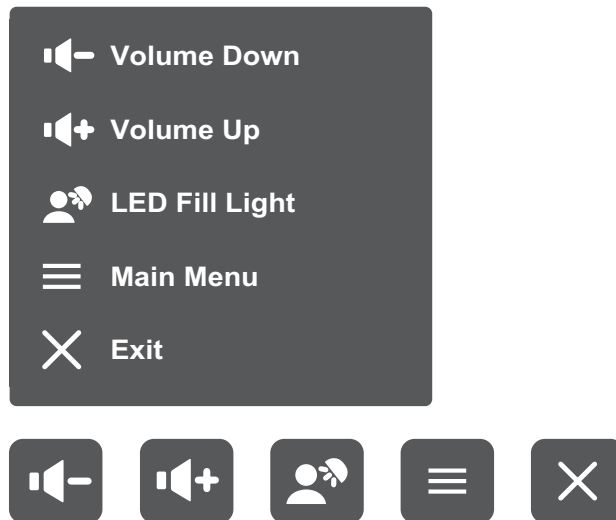 Volume Down
Volume Up
LED Fill Light
Main Menu
Exit